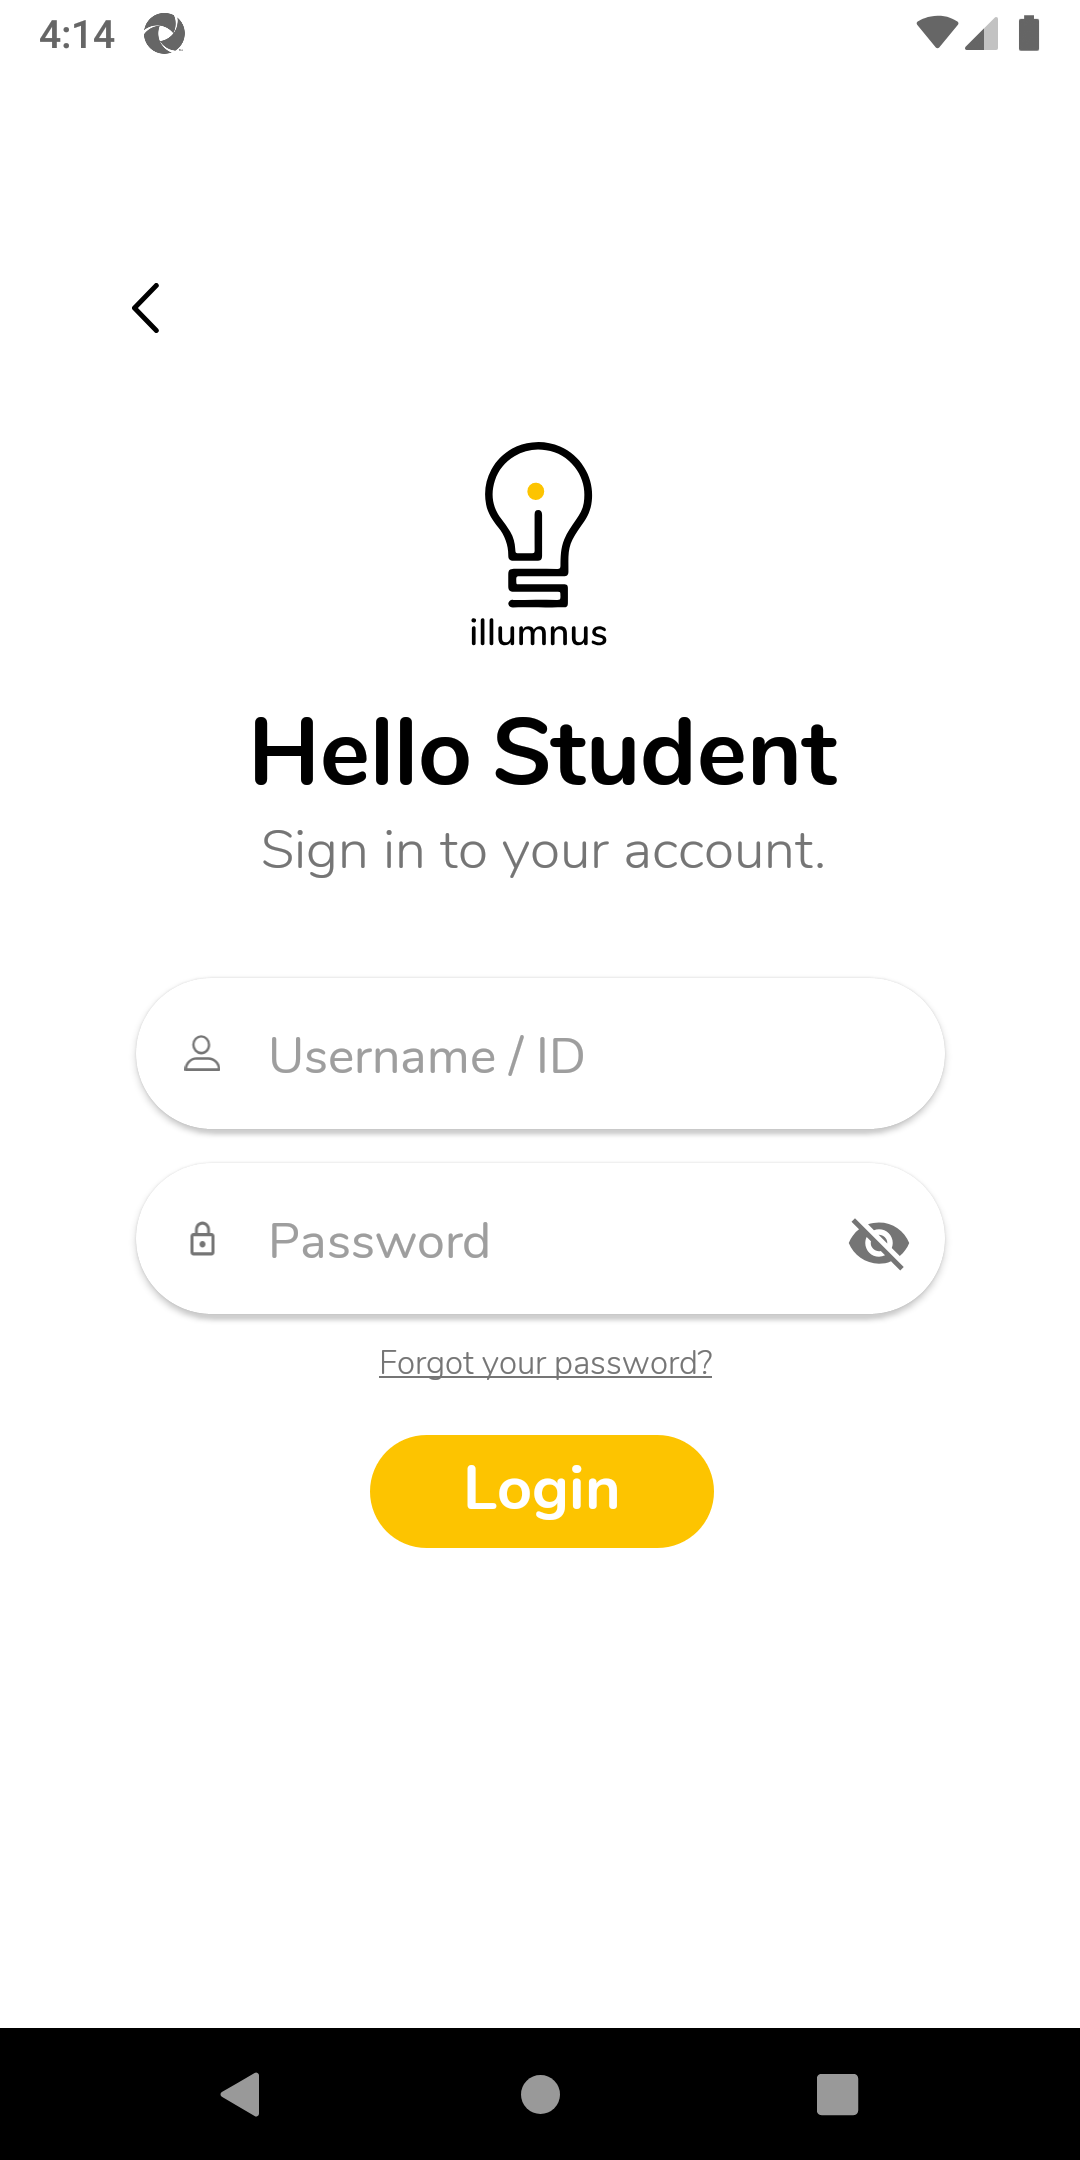 4:14
illumnus
Hello Student
Sign in to your account.
Username / ID
Password
Forgot your password?
Login